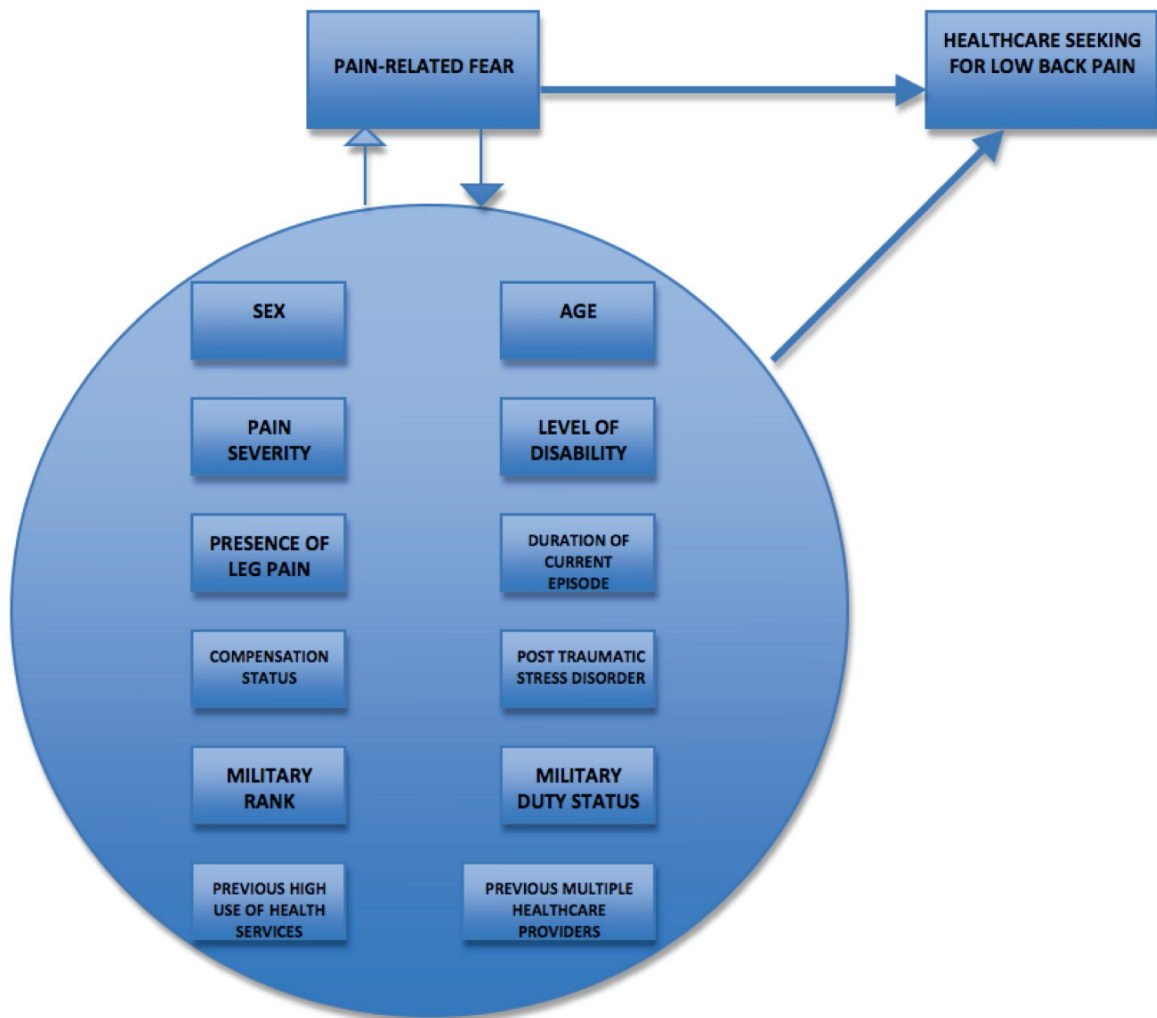 PAIN-RELATED FEAR
HEALTHCARE SEEKING
FOR LOW BACK PAIN
SEX
AGE
PAIN
SEVERITY
LEVEL OF
DISABILITY
PRESENCE OF
LEG PAIN
DURATION OF
CURRENT
EPISODE
COMPENSATION
STATUS
POST TRAUMATIC
STRESS DISORDER
MILITARY
RANK
MILITARY
DUTY STATUS
PREVIOUS HIGH
USE OF HEALTH
SERVICES
PREVIOUS MULTIPLE
HEALTHCARE
PROVIDERS